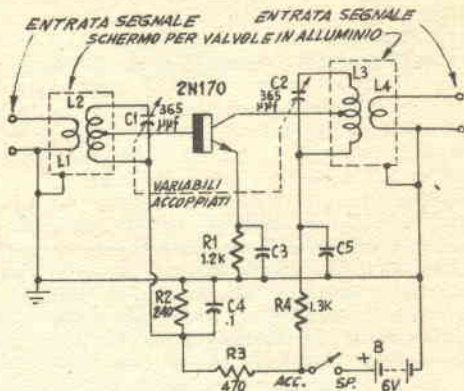 ENTRATA SEGNALE
ENTRATA SEGNALE
SCHERMO PER VALVOLE IN ALLUMINIO
L2
L1
C1
365
µµf
2N170
C2
365
µµf
L3
L4
VARIABILI
ACCOPPIATI
R1
1.2K
C3
C5
R2
240
C4
.1
R4
1.3K
R3
470
ACC.
SP.
+
B
6V